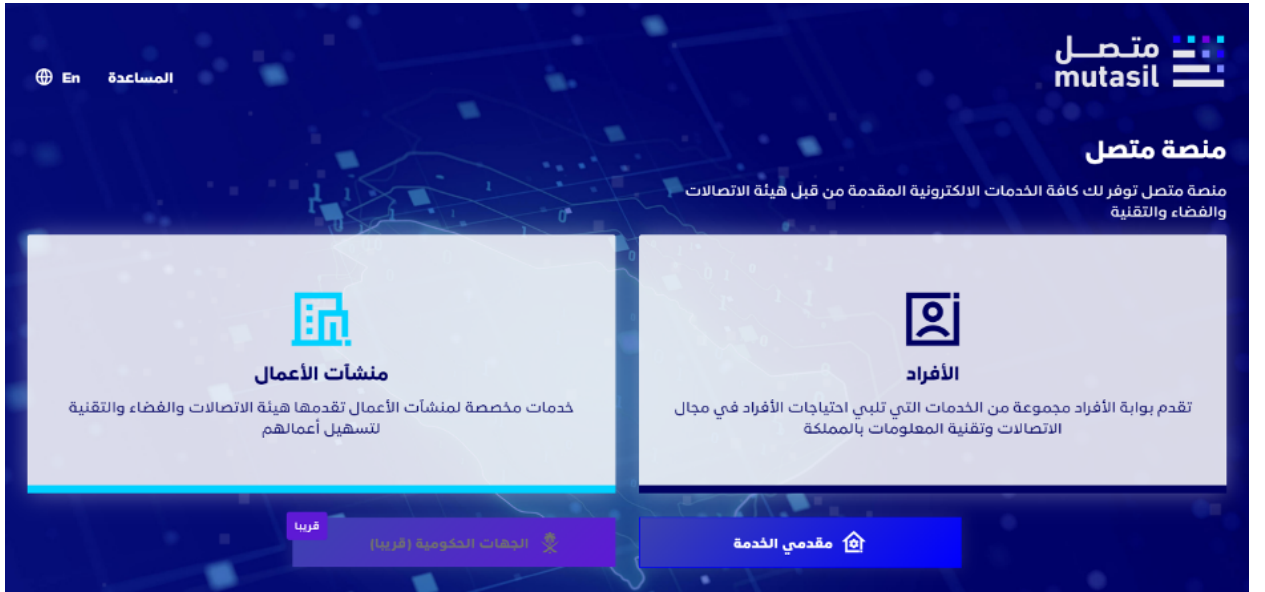 متصل
mutasil
المساعدة En
منصة متصل
منصة متصل توفر لك كافة الخدمات الالكترونية المقدمة من قبل هيئة الاتصالات
والفضاء والتقنية
الأفراد
تقدم بوابة الأفراد مجموعة من الخدمات التي تلبي احتياجات الأفراد في مجال
الاتصالات وتقنية المعلومات بالمملكة
منشآت الأعمال
خدمات مخصصة لمنشآت الأعمال تقدمها هيئة الاتصالات والفضاء والتقنية
لتسهيل أعمالهم
مقدمي الخدمة
قريبا
الجهات الحكومية (قريبا)